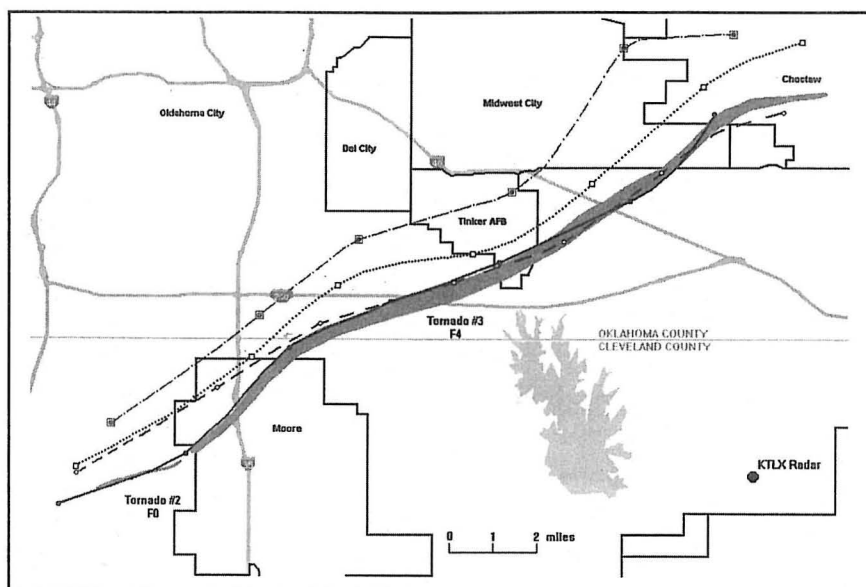 Oklahoma City
Del City
Midwest City
Choctaw
Tinker AFB
Tornado #3
F4
OKLAHOMA COUNTY
CLEVELAND COUNTY
Moore
KTLX Radar
Tornado #2
F0
0 1 2 miles